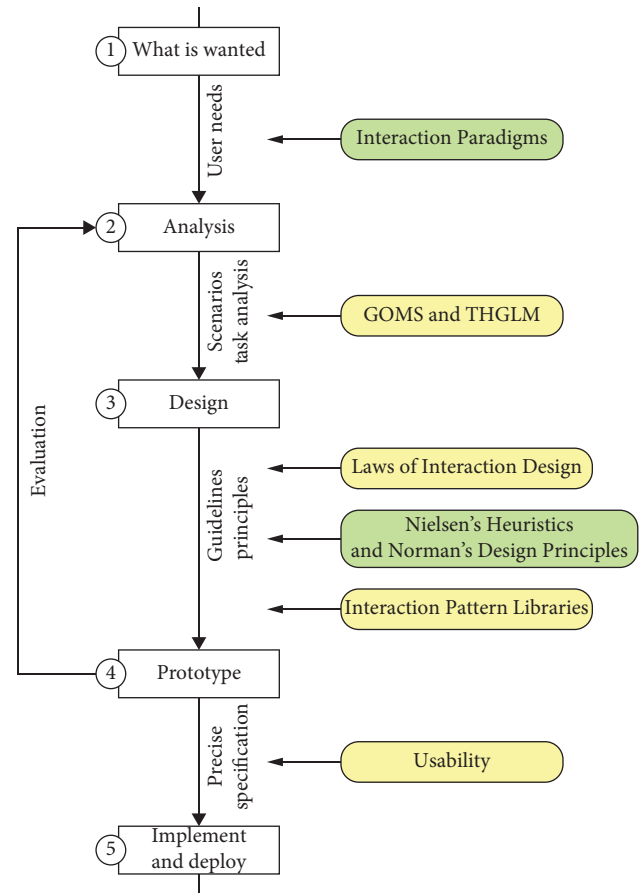 1
What is wanted
User needs
Interaction Paradigms
2
Analysis
Scenarios
task analysis
GOMS and THGLM
3
Design
Evaluation
Guidelines
principles
Laws of Interaction Design
Nielsen's Heuristics
and Norman's Design Principles
Interaction Pattern Libraries
4
Prototype
Precise
specification
Usability
5
Implement
and deploy